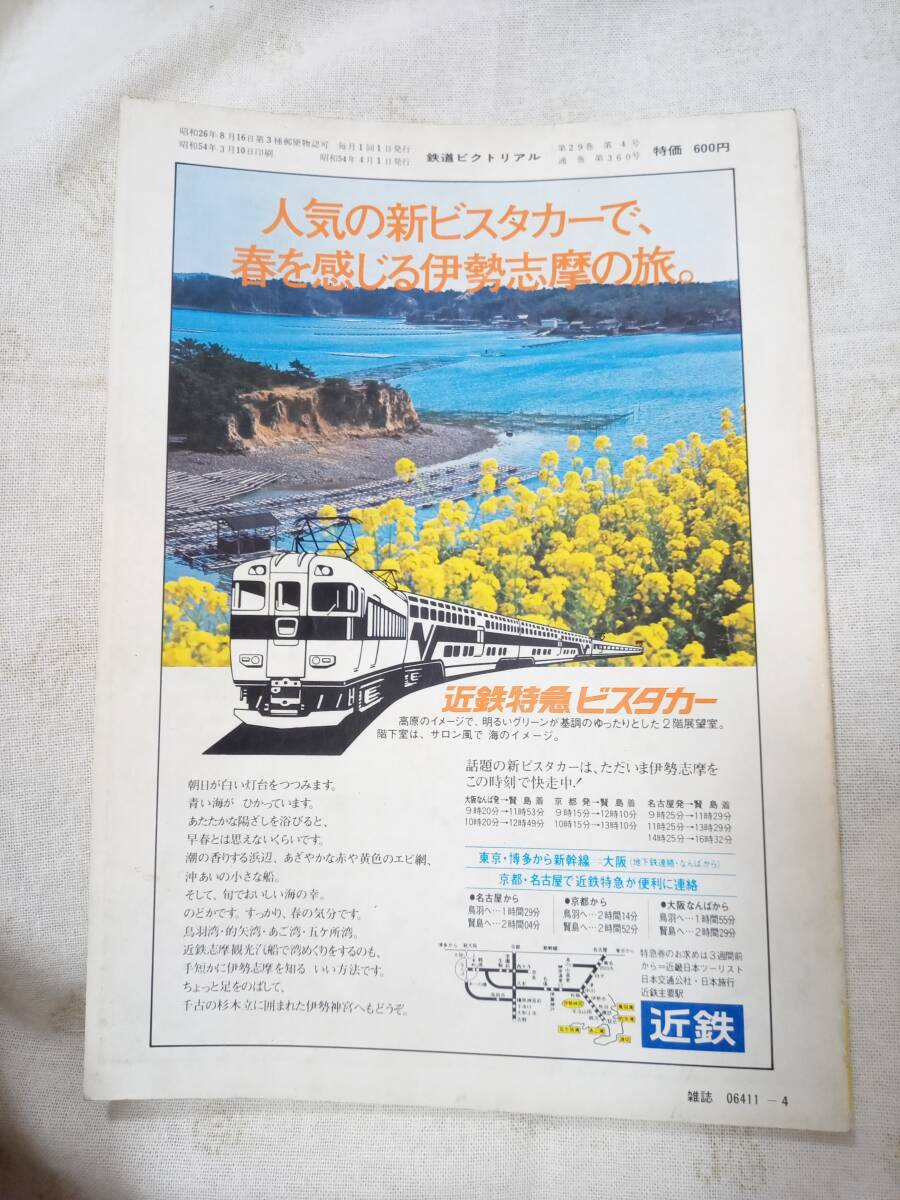 昭和26年8月16日第3種郵便物認可 毎月1回1日発行
昭和54年3月10日印刷 昭和54年4月1日発行
鉄道ピクトリアル
第29巻 第4号
通巻 第360号
特価 600円
人気の新ビスタカーで、
春を感じる伊勢志摩の旅。
近鉄特急ビスタカー
高原のイメージで、明るいグリーンが基調のゆったりとした2階展望室。
階下室は、サロン風で 海のイメージ。
朝日が白い灯台をつつみます。
青い海が ひかっています。
あたたかな陽ざしを浴びると、
早春とは思えないくらいです。
潮の香りする浜辺、あざやかな赤や黄色のエビ網、
沖あいの小さな船。
そして、旬でおいしい海の幸。
のどかです。すっかり、春の気分です。
鳥羽湾・的矢湾・あご湾・五ケ所湾。
近鉄志摩観光汽船で湾めぐりをするのも、
手短かに伊勢志摩を知る いい方法です。
ちょっと足をのばして、
千古の杉木立に囲まれた伊勢神宮へもどうぞ。
話題の新ビスタカーは、ただいま伊勢志摩を
この時刻で快走中!
大阪なんば発→賢島着 京都発→賢島着 名古屋発→賢島着
9時20分→11時53分 9時15分→12時10分 9時25分→11時29分
10時20分→12時49分 10時15分→13時10分 11時25分→13時29分
14時25分→16時32分
東京・博多から新幹線=大阪(地下鉄連絡・なんばから)
京都・名古屋で近鉄特急が便利に連絡
●名古屋から ●京都から ●大阪なんばから
鳥羽へ…1時間29分 鳥羽へ…2時間14分 鳥羽へ…1時間55分
賢島へ…2時間04分 賢島へ…2時間52分 賢島へ…2時間29分
博多から 新大阪 京都 新幹線 名古屋 東京から
特急券のお求めは3週間前
から=近畿日本ツーリスト
日本交通公社・日本旅行
近鉄主要駅
近鉄
雑誌 06411-4